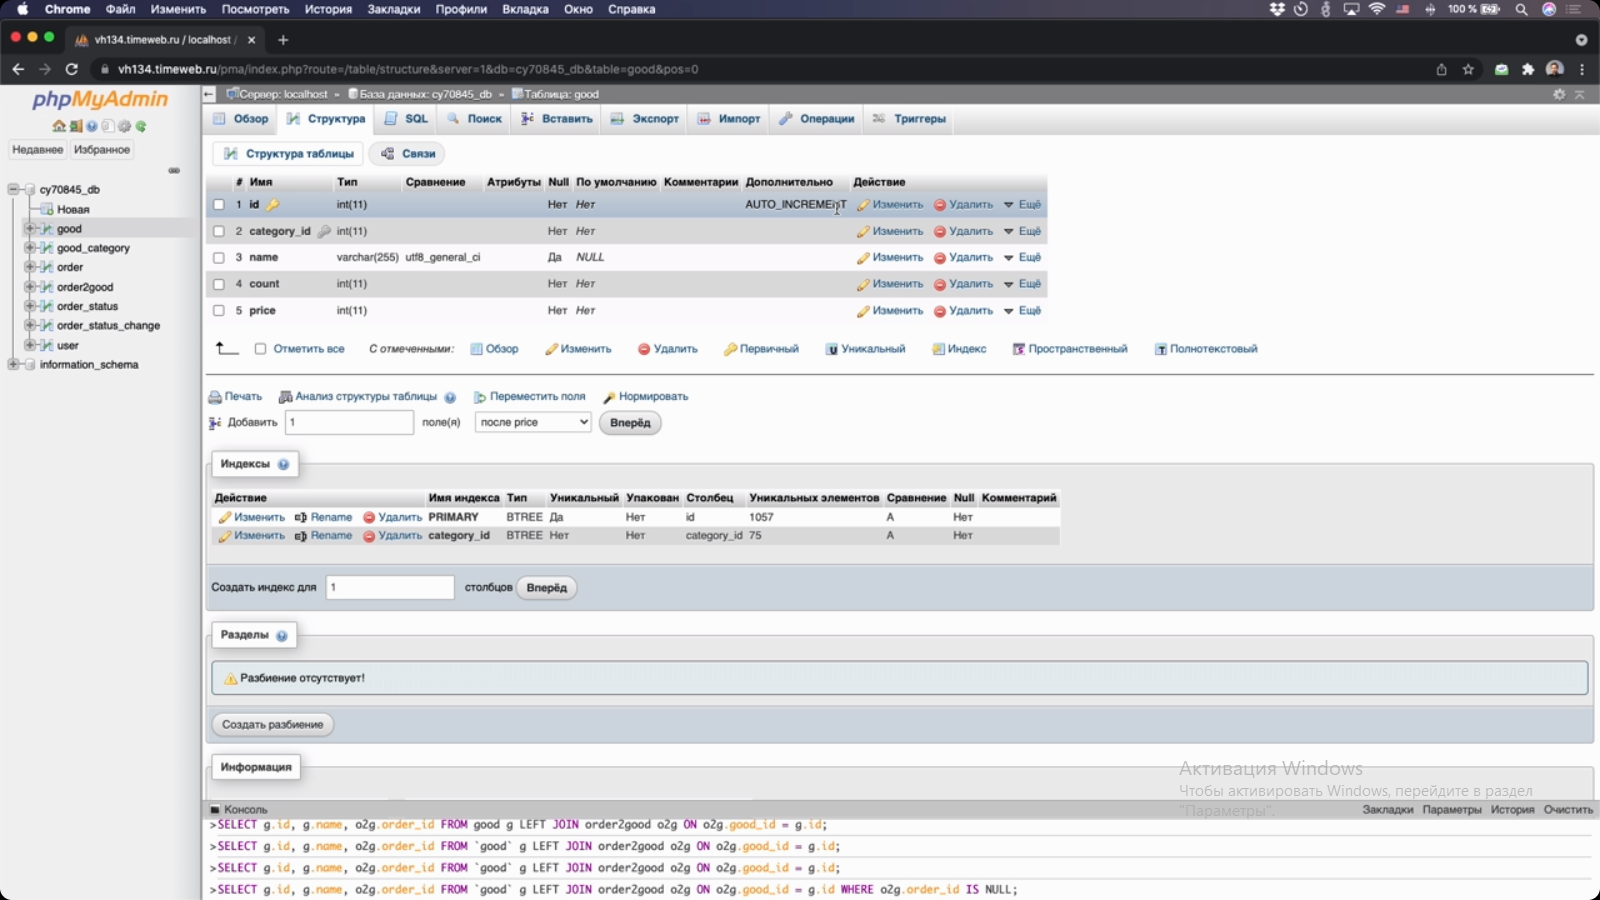 Chrome Файл Изменить Посмотреть История Закладки Профили Вкладка Окно Справка 100 %
vh134.timeweb.ru / localhost /
vh134.timeweb.ru/pma/index.php?route=/table/structure&server=1&db=cy70845_db&table=good&pos=0
phpMyAdmin
Недавнее Избранное
cy70845_db
Новая
good
good_category
order
order2good
order_status
order_status_change
user
information_schema
Сервер: localhost » База данных: cy70845_db » Таблица: good
Обзор Структура SQL Поиск Вставить Экспорт Импорт Операции Триггеры
Структура таблицы Связи
# Имя Тип Сравнение Атрибуты Null По умолчанию Комментарии Дополнительно Действие
1 id int(11) Нет Нет AUTO_INCREMENT Изменить Удалить Ещё
2 category_id int(11) Нет Нет Изменить Удалить Ещё
3 name varchar(255) utf8_general_ci Да NULL Изменить Удалить Ещё
4 count int(11) Нет Нет Изменить Удалить Ещё
5 price int(11) Нет Нет Изменить Удалить Ещё
Отметить все С отмеченными: Обзор Изменить Удалить Первичный Уникальный Индекс Пространственный Полнотекстовый
Печать Анализ структуры таблицы Переместить поля Нормировать
Добавить 1 поле(я) после price Вперёд
Индексы
Действие Имя индекса Тип Уникальный Упакован Столбец Уникальных элементов Сравнение Null Комментарий
Изменить Rename Удалить PRIMARY BTREE Да Нет id 1057 A Нет
Изменить Rename Удалить category_id BTREE Нет Нет category_id 75 A Нет
Создать индекс для 1 столбцов Вперёд
Разделы
Разбиение отсутствует!
Создать разбиение
Информация
Активация Windows
Чтобы активировать Windows, перейдите в раздел
"Параметры".
Консоль Закладки Параметры История Очистить
>SELECT g.id, g.name, o2g.order_id FROM good g LEFT JOIN order2good o2g ON o2g.good_id = g.id;
>SELECT g.id, g.name, o2g.order_id FROM `good` g LEFT JOIN order2good o2g ON o2g.good_id = g.id;
>SELECT g.id, g.name, o2g.order_id FROM `good` g LEFT JOIN order2good o2g ON o2g.good_id = g.id;
>SELECT g.id, g.name, o2g.order_id FROM `good` g LEFT JOIN order2good o2g ON o2g.good_id = g.id WHERE o2g.order_id IS NULL;